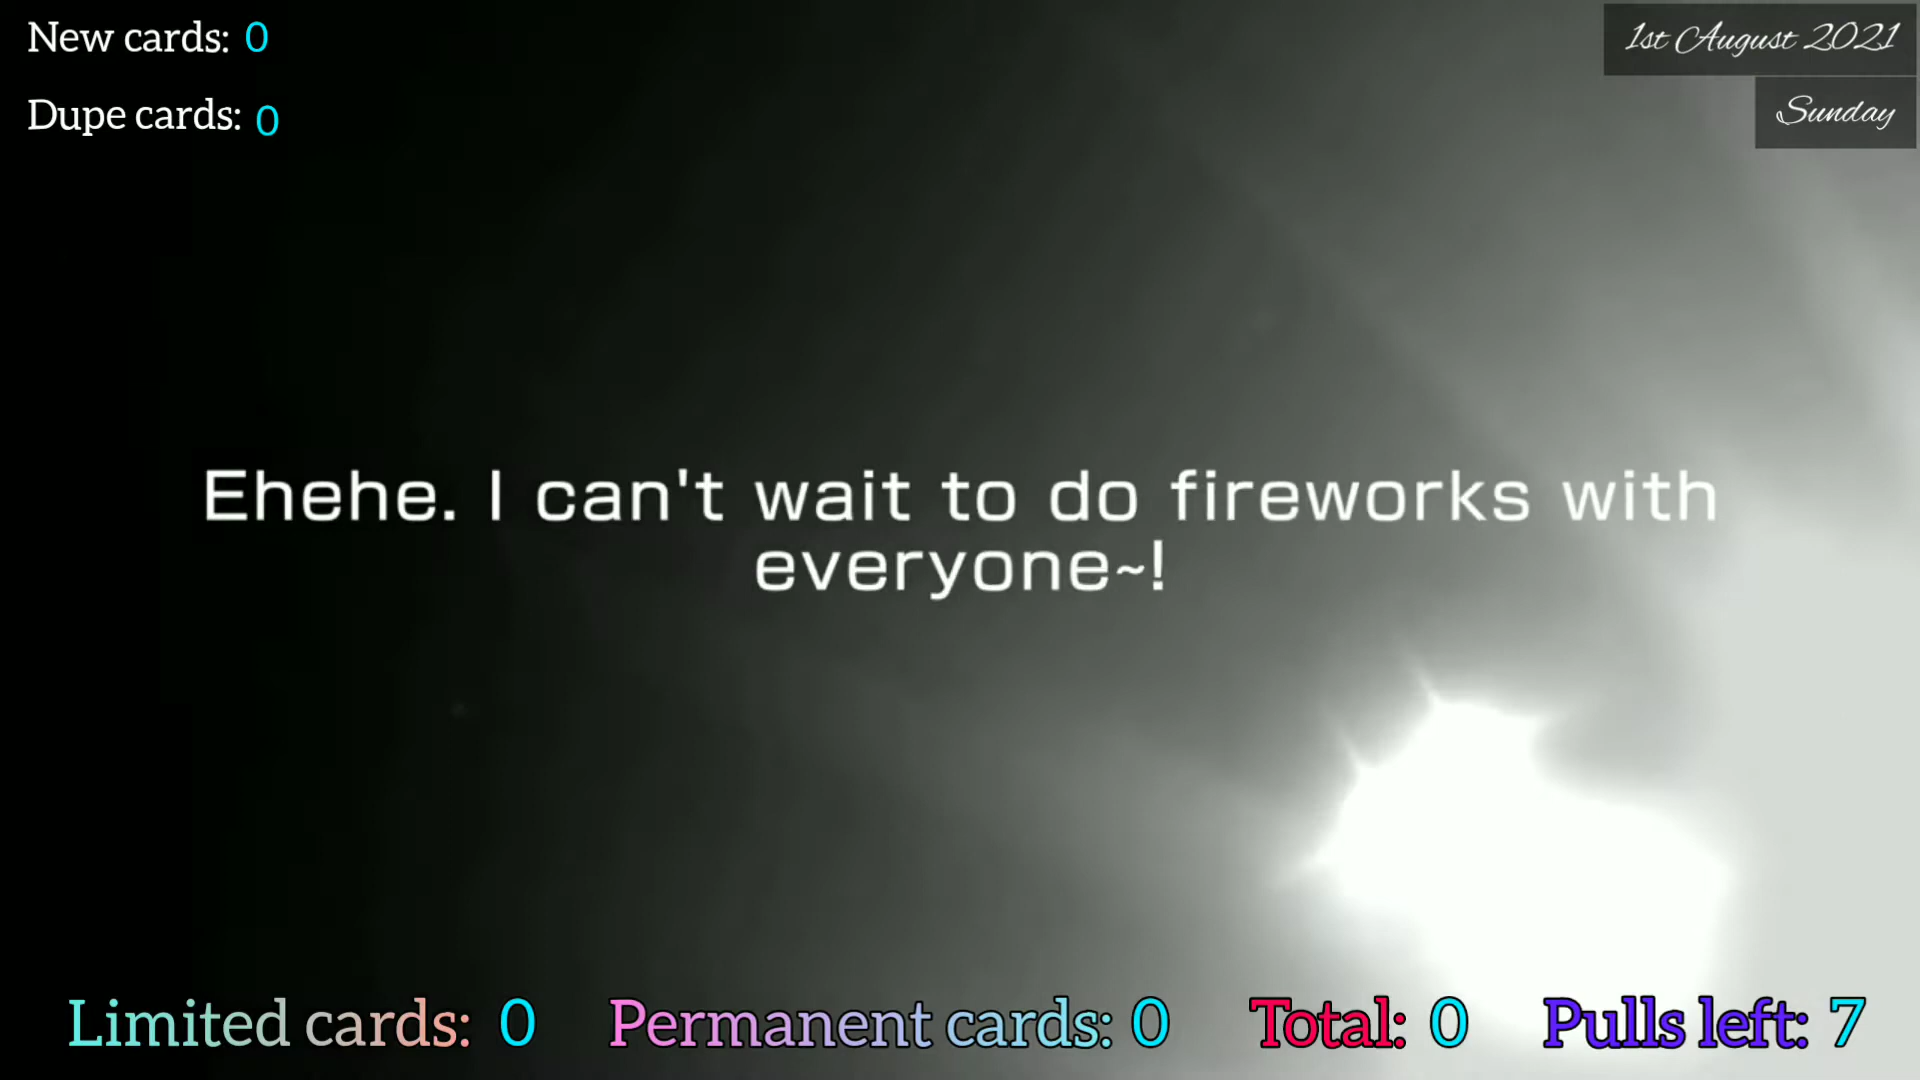 New cards: 0
1st August 2021
Dupe cards: 0
Sunday
Ehehe. I can't wait to do fireworks with
everyone~!
Limited cards: 0 Permanent cards: 0 Total: 0 Pulls left: 7